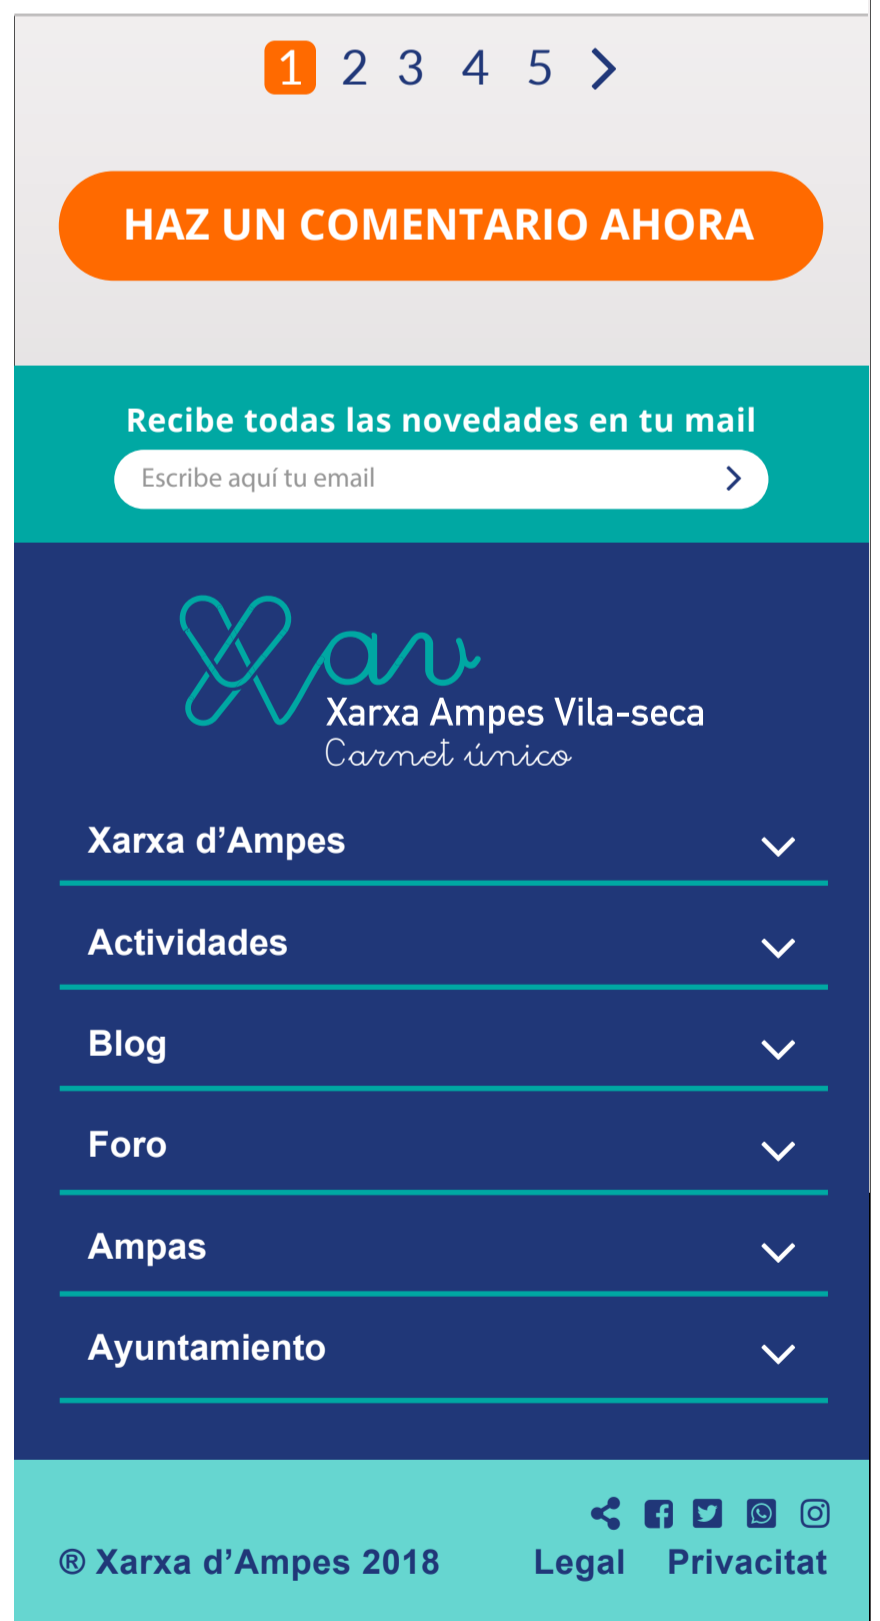 1 2 3 4 5
HAZ UN COMENTARIO AHORA
Recibe todas las novedades en tu mail
Escribe aquí tu email
Xav
Xarxa Ampes Vila-seca
Carnet único
Xarxa d’Ampes
Actividades
Blog
Foro
Ampas
Ayuntamiento
® Xarxa d’Ampes 2018 Legal Privacitat